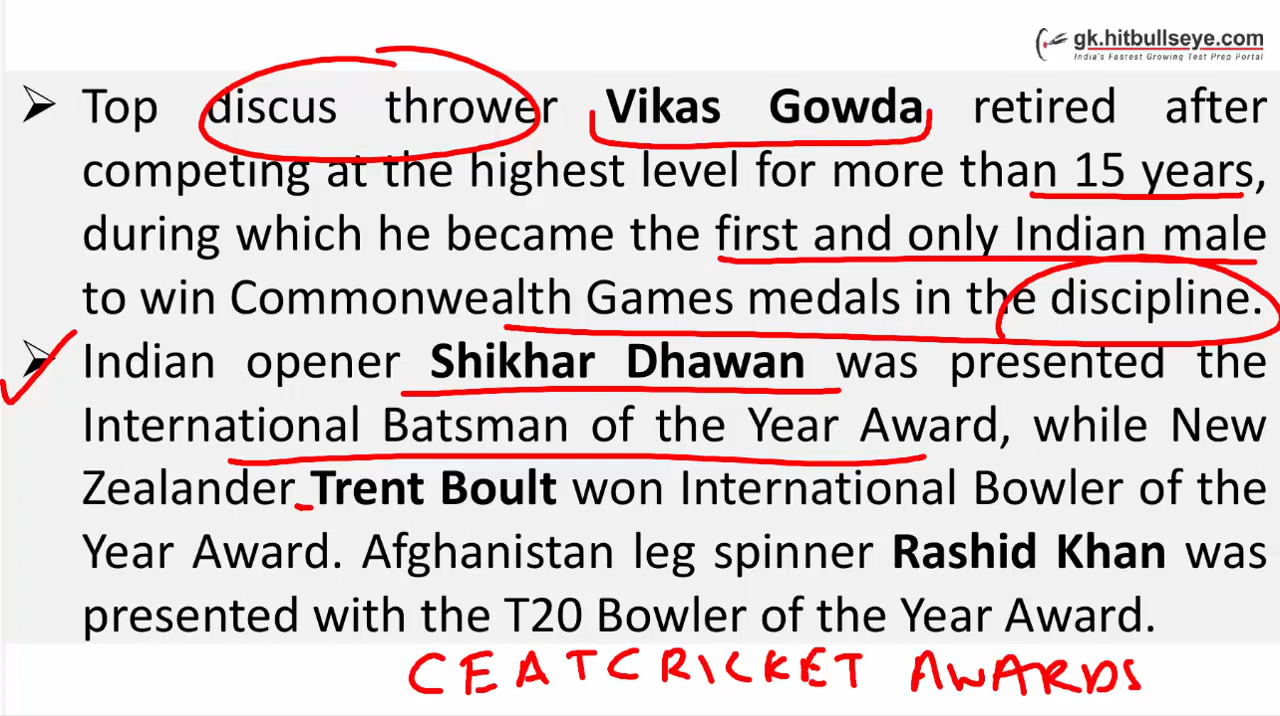 gk.hitbullseye.com
India's Fastest Growing Test Prep Portal
➢ Top discus thrower Vikas Gowda retired after
competing at the highest level for more than 15 years,
during which he became the first and only Indian male
to win Commonwealth Games medals in the discipline.
➢ Indian opener Shikhar Dhawan was presented the
International Batsman of the Year Award, while New
Zealander Trent Boult won International Bowler of the
Year Award. Afghanistan leg spinner Rashid Khan was
presented with the T20 Bowler of the Year Award.
CEATCRICKET AWARDS